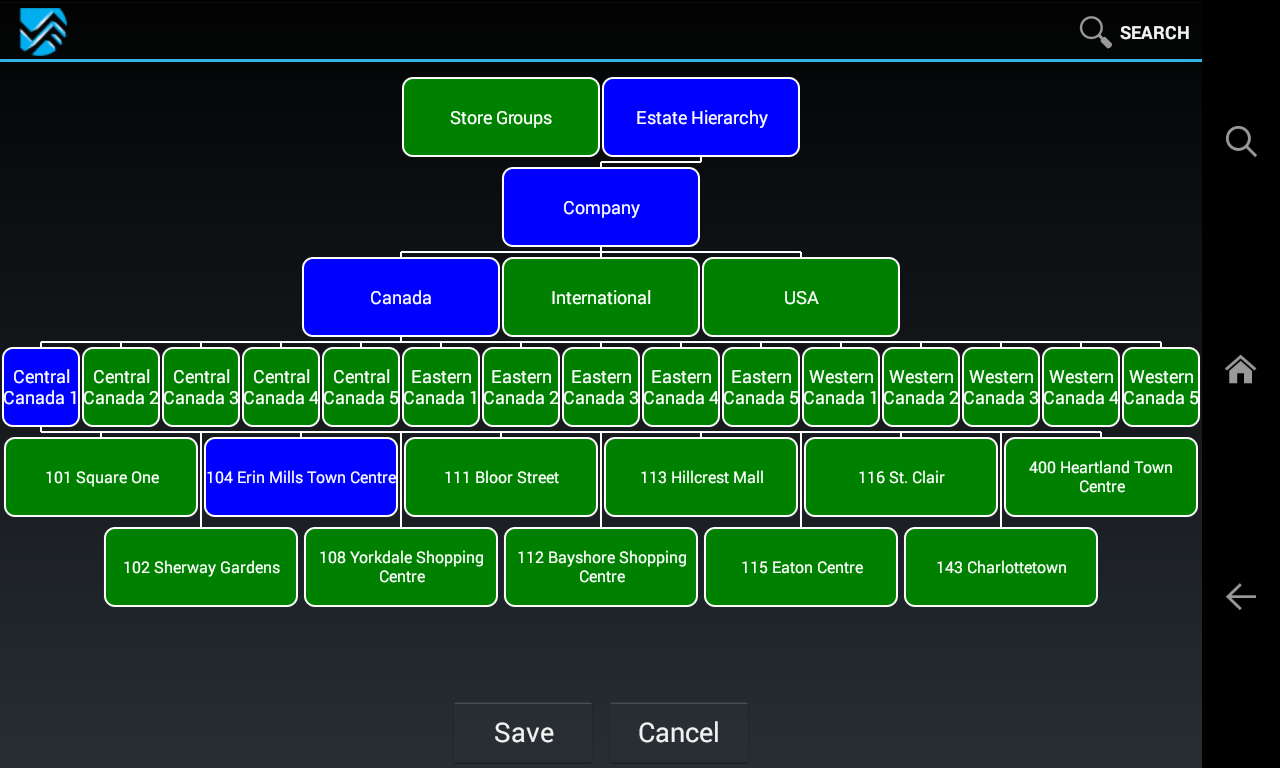 SEARCH
Store Groups
Estate Hierarchy
Company
Canada
International
USA
Central
Canada 1
Central
Canada 2
Central
Canada 3
Central
Canada 4
Central
Canada 5
Eastern
Canada 1
Eastern
Canada 2
Eastern
Canada 3
Eastern
Canada 4
Eastern
Canada 5
Western
Canada 1
Western
Canada 2
Western
Canada 3
Western
Canada 4
Western
Canada 5
101 Square One
104 Erin Mills Town Centre
111 Bloor Street
113 Hillcrest Mall
116 St. Clair
400 Heartland Town
Centre
102 Sherway Gardens
108 Yorkdale Shopping
Centre
112 Bayshore Shopping
Centre
115 Eaton Centre
143 Charlottetown
Save
Cancel